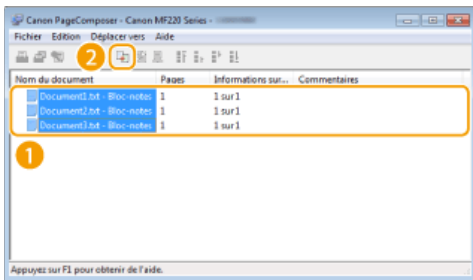 Canon PageComposer - Canon MF220 Series -
Fichier Edition Déplacer vers Aide
2
Nom du document Pages Informations sur... Commentaires
Document1.txt - Bloc-notes 1 1 sur 1
Document2.txt - Bloc-notes 1 1 sur 1
Document3.txt - Bloc-notes 1 1 sur 1
1
Appuyez sur F1 pour obtenir de l'aide.